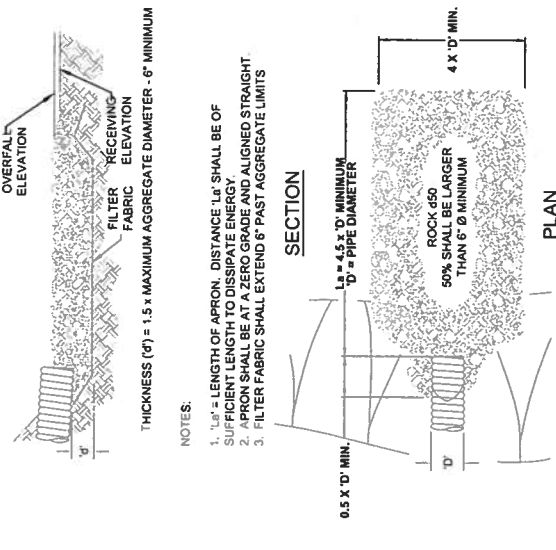 OVERFALL
ELEVATION
FILTER
FABRIC
RECEIVING
ELEVATION
'd'
THICKNESS ('d') = 1.5 x MAXIMUM AGGREGATE DIAMETER - 6" MINIMUM
NOTES:
1. 'La' = LENGTH OF APRON. DISTANCE 'La' SHALL BE OF
SUFFICIENT LENGTH TO DISSIPATE ENERGY.
2. APRON SHALL BE AT A ZERO GRADE AND ALIGNED STRAIGHT.
3. FILTER FABRIC SHALL EXTEND 6" PAST AGGREGATE LIMITS
SECTION
La = 4.5 x 'D' MINIMUM
'D' = PIPE DIAMETER
0.5 X 'D' MIN.
'D'
ROCK d50
50% SHALL BE LARGER
THAN 6" Ø MINIMUM
4 X 'D' MIN.
PLAN